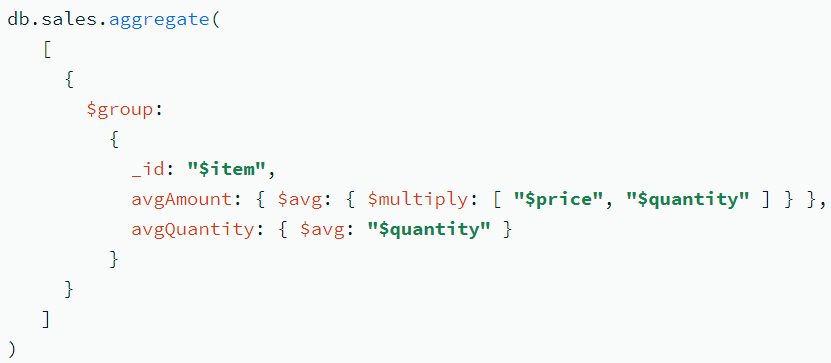 db.sales.aggregate(
[
{
$group:
{
_id: "$item",
avgAmount: { $avg: { $multiply: [ "$price", "$quantity" ] } },
avgQuantity: { $avg: "$quantity" }
}
}
]
)